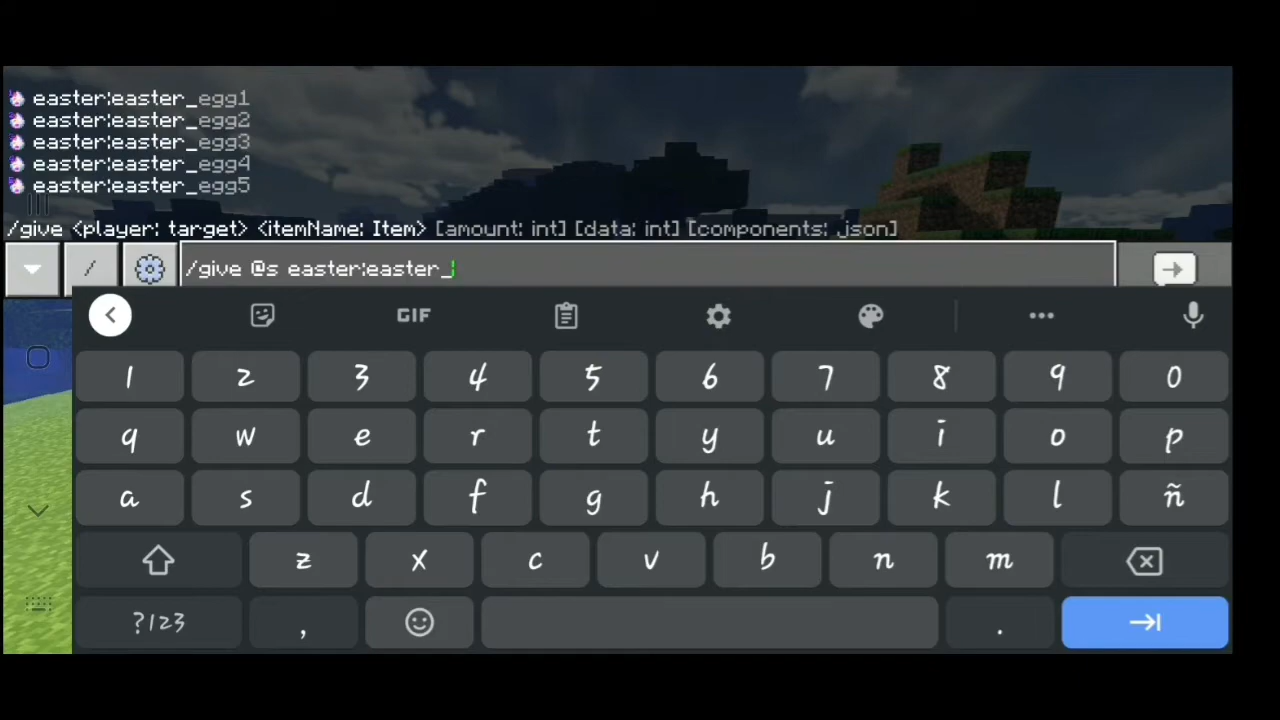 easter:easter_egg1
easter:easter_egg2
easter:easter_egg3
easter:easter_egg4
easter:easter_egg5
/give <player: target> <itemName: Item> [amount: int] [data: int] [components: json]
/
/give @s easter:easter_
GIF
1 2 3 4 5 6 7 8 9 0
q w e r t y u i o p
a s d f g h j k l ñ
z x c v b n m
?123 , .